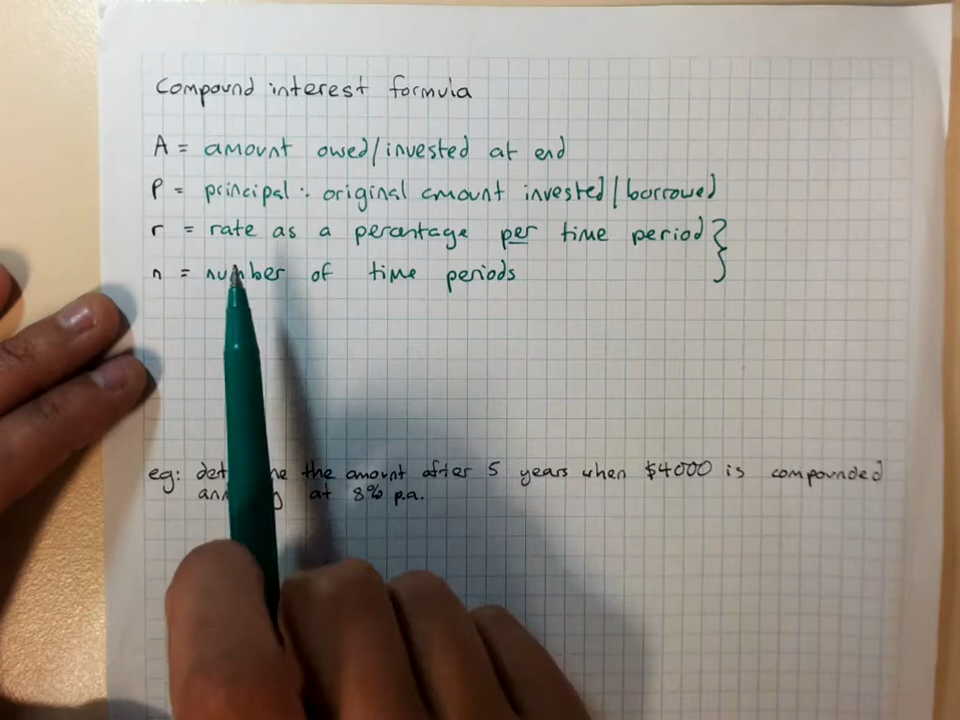 Compound interest formula
A = amount owed/invested at end
P = principal : original amount invested/borrowed
r = rate as a percentage per time period }
n = number of time periods
eg: the amount after 5 years when $4000 is compounded
at 8% p.a.